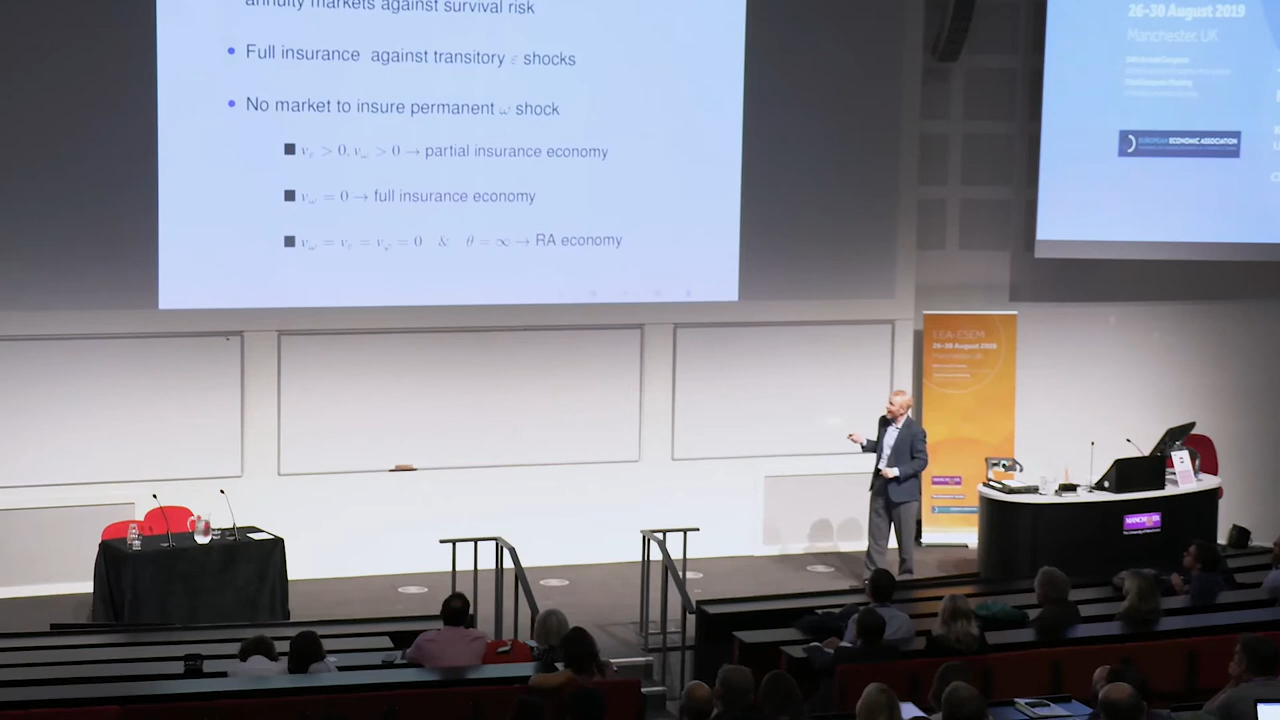 annuity markets against survival risk
• Full insurance against transitory ε shocks
• No market to insure permanent ω shock
■ v_ε > 0, v_ω > 0 → partial insurance economy
■ v_ω = 0 → full insurance economy
■ v_ω = v_ε = v_φ = 0 & θ = ∞ → RA economy
26-30 August 2019
Manchester, UK
EUROPEAN ECONOMIC ASSOCIATION
EEA-ESEM
26-30 August 2019
Manchester, UK
MANCHESTER